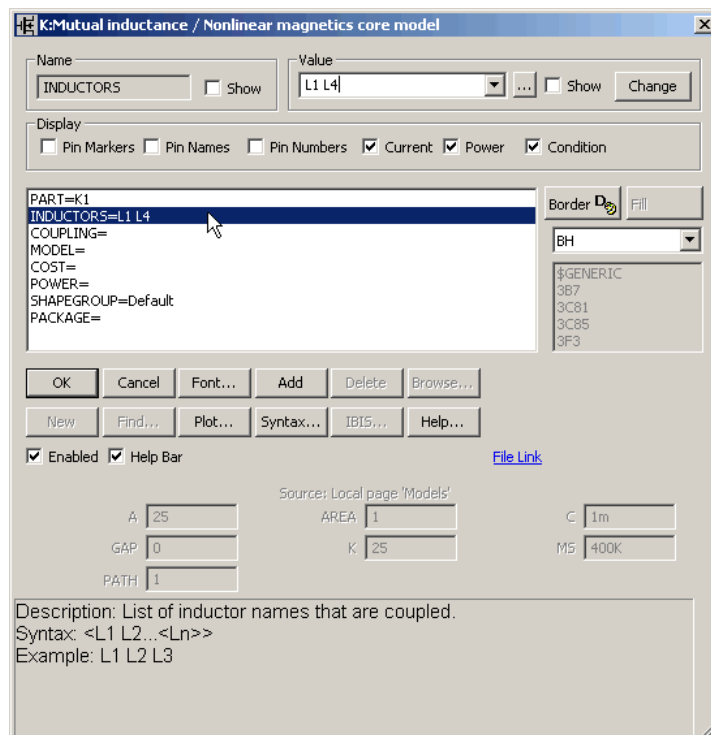 K:Mutual inductance / Nonlinear magnetics core model
Name
INDUCTORS
Show
Value
L1 L4
...
Show
Change
Display
Pin Markers
Pin Names
Pin Numbers
Current
Power
Condition
PART=K1
INDUCTORS=L1 L4
COUPLING=
MODEL=
COST=
POWER=
SHAPEGROUP=Default
PACKAGE=
Border
Fill
BH
$GENERIC
3B7
3C81
3C85
3F3
OK
Cancel
Font...
Add
Delete
Browse...
New
Find...
Plot...
Syntax...
IBIS...
Help...
Enabled
Help Bar
File Link
Source: Local page 'Models'
A 25
AREA 1
C 1m
GAP 0
K 25
MS 400K
PATH 1
Description: List of inductor names that are coupled.
Syntax: <L1 L2...<Ln>>
Example: L1 L2 L3